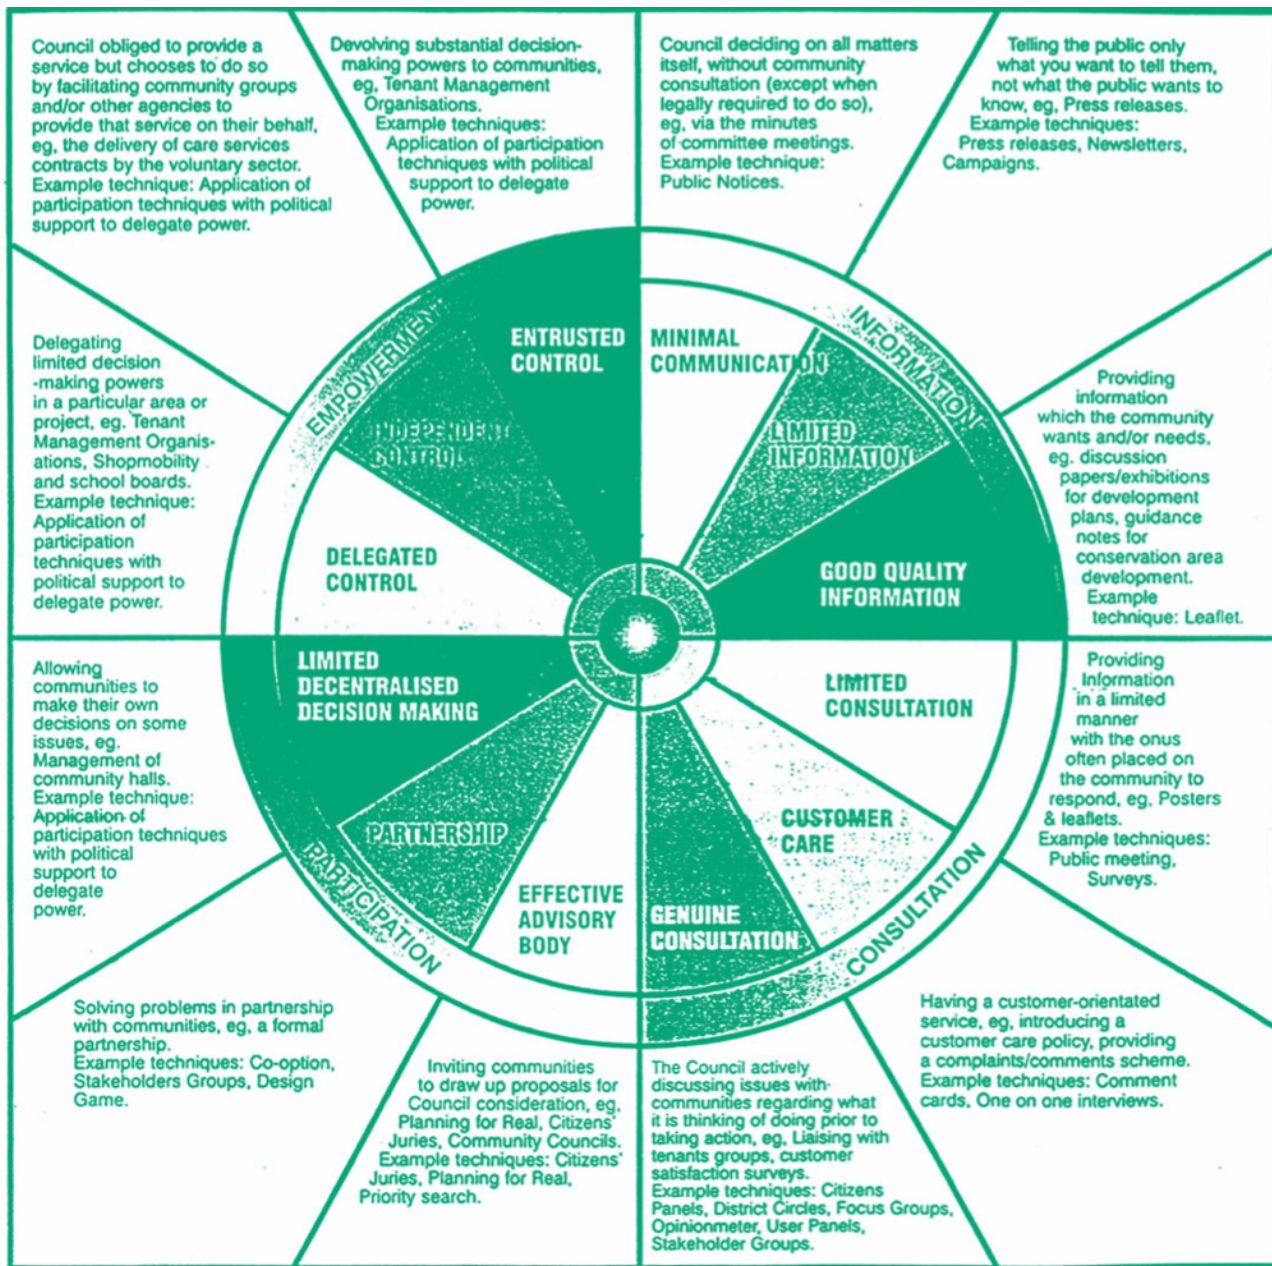 Council obliged to provide a
service but chooses to do so
by facilitating community groups
and/or other agencies to
provide that service on their behalf,
eg, the delivery of care services
contracts by the voluntary sector.
Example technique: Application of
participation techniques with political
support to delegate power.
Devolving substantial decision-
making powers to communities,
eg, Tenant Management
Organisations.
Example techniques:
Application of participation
techniques with political
support to delegate
power.
Council deciding on all matters
itself, without community
consultation (except when
legally required to do so),
eg, via the minutes
of committee meetings.
Example technique:
Public Notices.
Telling the public only
what you want to tell them,
not what the public wants to
know, eg, Press releases.
Example techniques:
Press releases, Newsletters,
Campaigns.
Delegating
limited decision
-making powers
in a particular area or
project, eg. Tenant
Management Organis-
ations, Shopmobility
and school boards.
Example technique:
Application of
participation
techniques with
political support to
delegate power.
EMPOWERMENT
ENTRUSTED
CONTROL
INDEPENDENT
CONTROL
DELEGATED
CONTROL
INFORMATION
MINIMAL
COMMUNICATION
LIMITED
INFORMATION
GOOD QUALITY
INFORMATION
Providing
information
which the community
wants and/or needs,
eg. discussion
papers/exhibitions
for development
plans, guidance
notes for
conservation area
development.
Example
technique: Leaflet.
Allowing
communities to
make their own
decisions on some
issues, eg.
Management of
community halls.
Example technique:
Application of
participation techniques
with political
support to
delegate
power.
LIMITED
DECENTRALISED
DECISION MAKING
PARTNERSHIP
EFFECTIVE
ADVISORY
BODY
PARTICIPATION
LIMITED
CONSULTATION
CUSTOMER
CARE
GENUINE
CONSULTATION
CONSULTATION
Providing
Information
in a limited
manner
with the onus
often placed on
the community to
respond, eg, Posters
& leaflets.
Example techniques:
Public meeting,
Surveys.
Solving problems in partnership
with communities, eg, a formal
partnership.
Example techniques: Co-option,
Stakeholders Groups, Design
Game.
Inviting communities
to draw up proposals for
Council consideration, eg,
Planning for Real, Citizens'
Juries, Community Councils.
Example techniques: Citizens'
Juries, Planning for Real,
Priority search.
The Council actively
discussing issues with
communities regarding what
it is thinking of doing prior to
taking action, eg, Liaising with
tenants groups, customer
satisfaction surveys.
Example techniques: Citizens
Panels, District Circles, Focus Groups,
Opinionmeter, User Panels,
Stakeholder Groups.
Having a customer-orientated
service, eg, introducing a
customer care policy, providing
a complaints/comments scheme.
Example techniques: Comment
cards, One on one interviews.